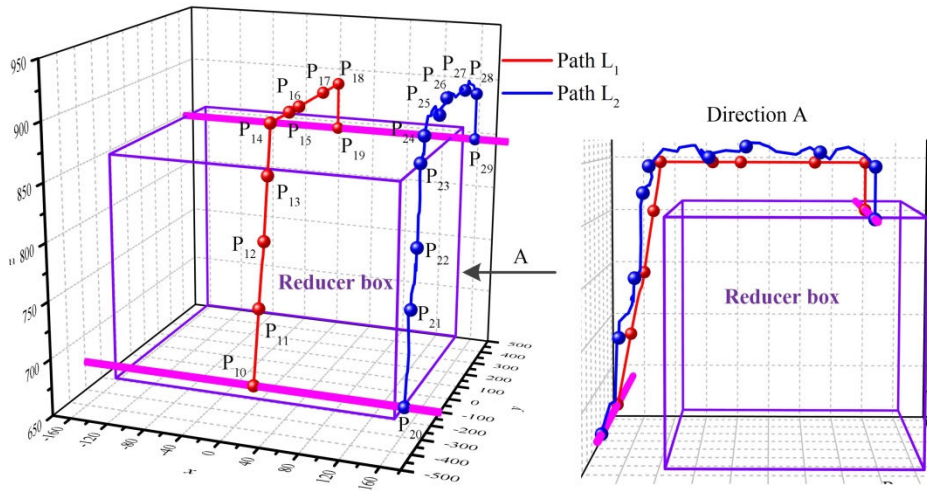 950
900
850
800
750
700
650
-160
-120
-80
-40
0
40
80
120
160
x
500
400
300
200
100
0
-100
-200
-300
-400
-500
y
P10
P11
P12
P13
P14
P15
P16
P17
P18
P19
P20
P21
P22
P23
P24
P25
P26
P27
P28
P29
Reducer box
A
Path L1
Path L2
Direction A
Reducer box